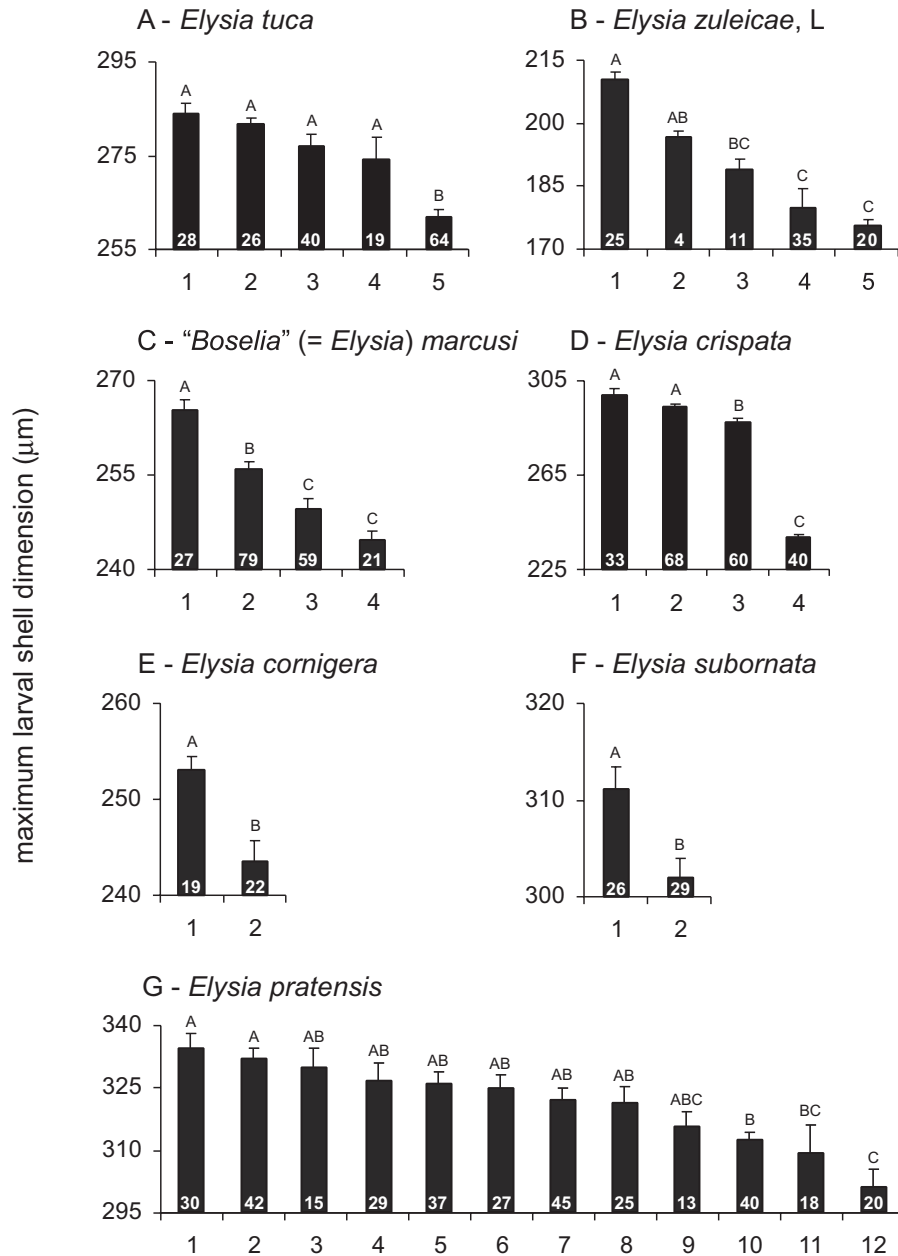 A - Elysia tuca
295
275
255
A A A A B
28 26 40 19 64
1 2 3 4 5
B - Elysia zuleicae, L
215
200
185
170
A AB BC C C
25 4 11 35 20
1 2 3 4 5
C - “Boselia” (= Elysia) marcusi
270
255
240
A B C C
27 79 59 21
1 2 3 4
D - Elysia crispata
305
265
225
A A B C
33 68 60 40
1 2 3 4
maximum larval shell dimension (μm)
E - Elysia cornigera
260
250
240
A B
19 22
1 2
F - Elysia subornata
320
310
300
A B
26 29
1 2
G - Elysia pratensis
340
325
310
295
A A AB AB AB AB AB AB ABC B BC C
30 42 15 29 37 27 45 25 13 40 18 20
1 2 3 4 5 6 7 8 9 10 11 12